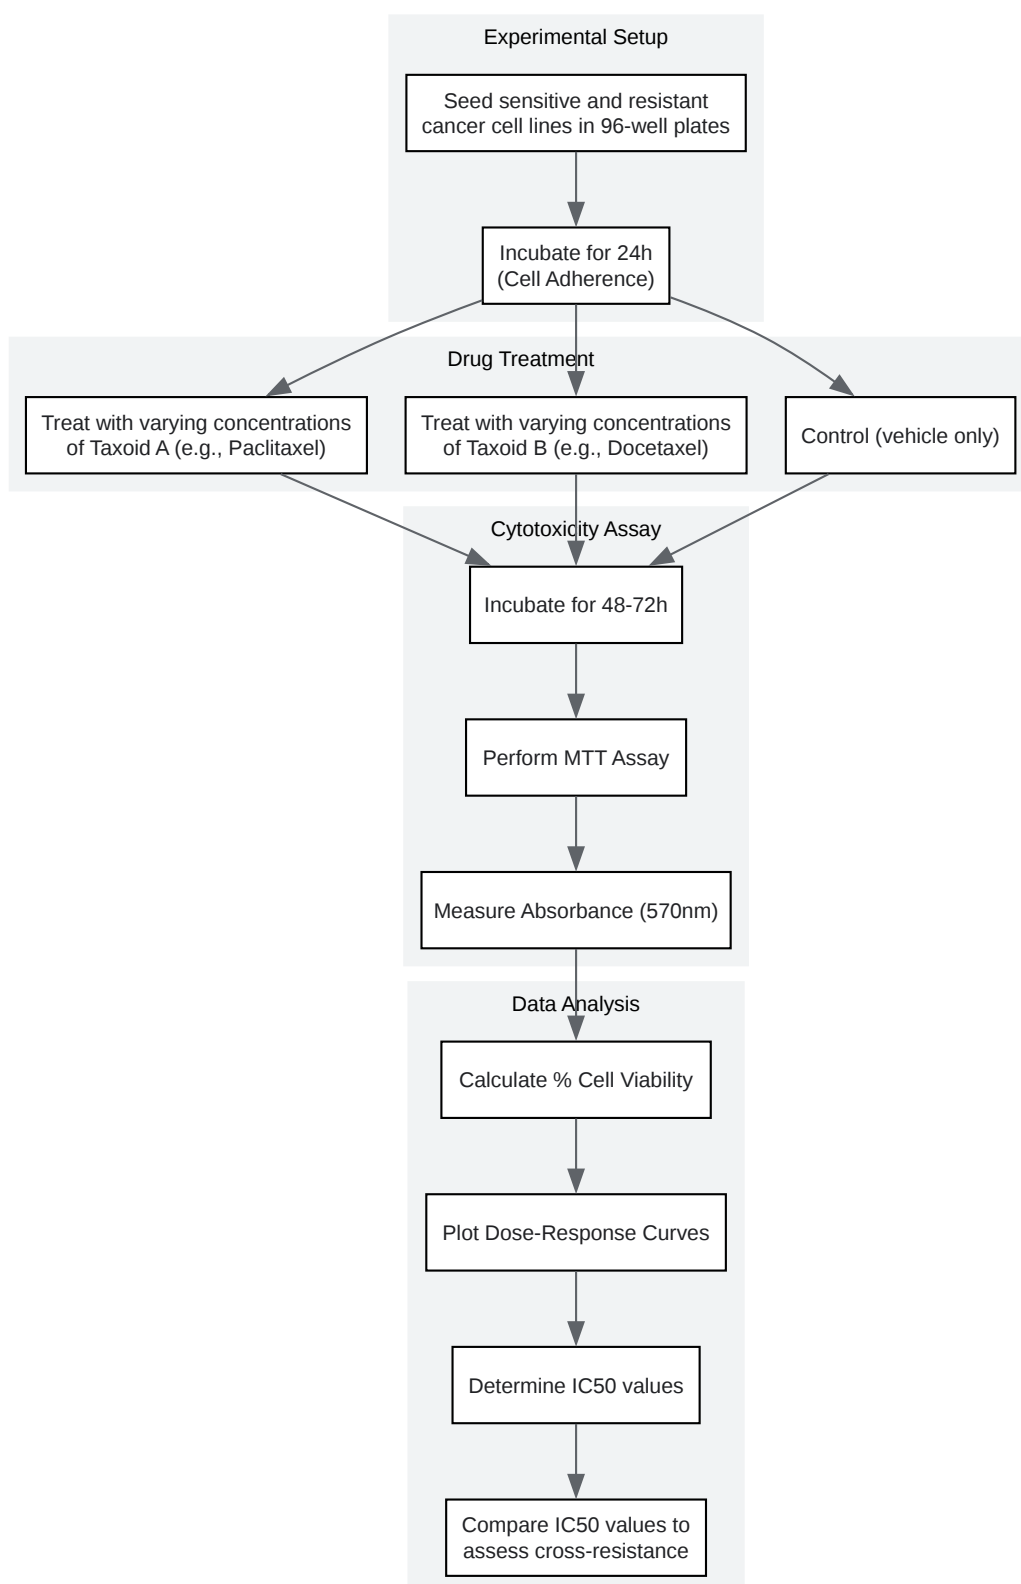 Experimental Setup
Seed sensitive and resistant
cancer cell lines in 96-well plates
Incubate for 24h
(Cell Adherence)
Drug Treatment
Treat with varying concentrations
of Taxoid A (e.g., Paclitaxel)
Treat with varying concentrations
of Taxoid B (e.g., Docetaxel)
Control (vehicle only)
Cytotoxicity Assay
Incubate for 48-72h
Perform MTT Assay
Measure Absorbance (570nm)
Data Analysis
Calculate % Cell Viability
Plot Dose-Response Curves
Determine IC50 values
Compare IC50 values to
assess cross-resistance